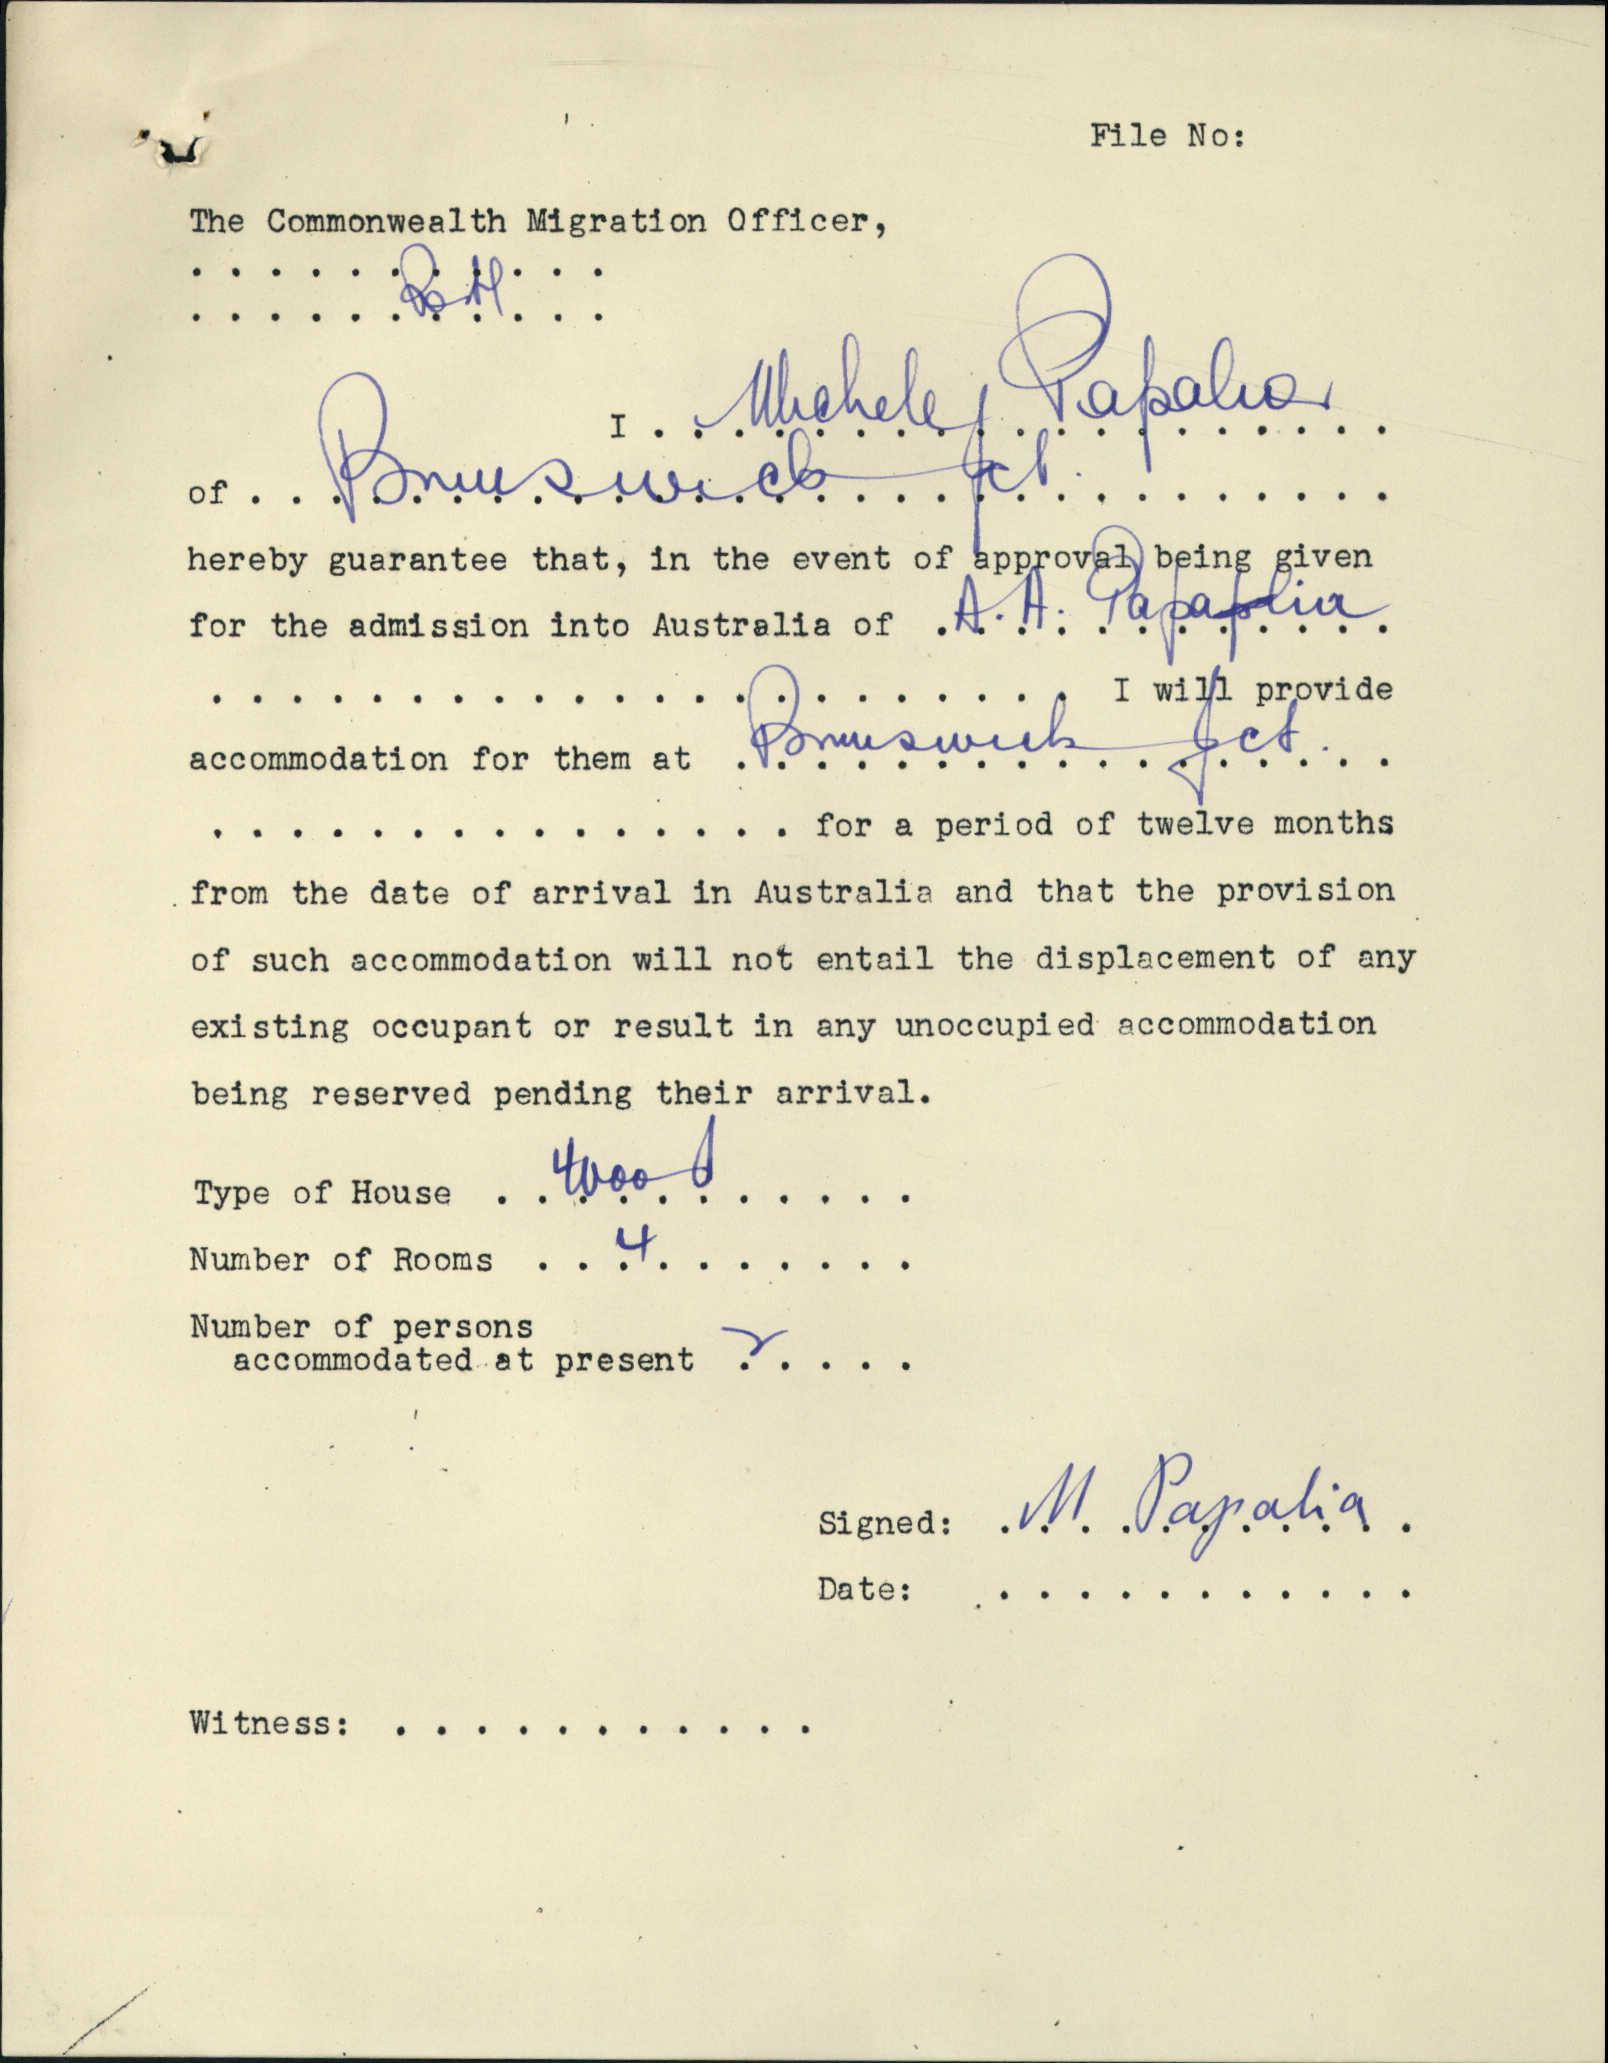 File No:
The Commonwealth Migration Officer,
I Michele Papalia
of Brunswick Jct.
hereby guarantee that, in the event of approval being given
for the admission into Australia of A. A. Papalia
I will provide
accommodation for them at Brunswick Jct.
for a period of twelve months
from the date of arrival in Australia and that the provision
of such accommodation will not entail the displacement of any
existing occupant or result in any unoccupied accommodation
being reserved pending their arrival.
Type of House Wood
Number of Rooms 4
Number of persons
accommodated at present 2
Signed: M. Papalia
Date:
Witness: